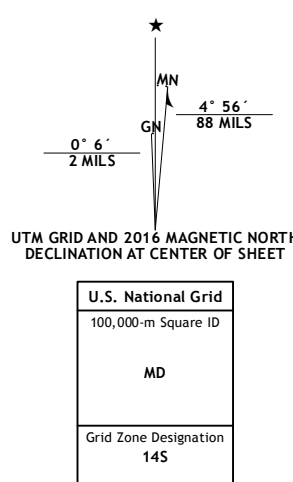 ★
MN
GN
4° 56´
88 MILS
0° 6´
2 MILS
UTM GRID AND 2016 MAGNETIC NORTH
DECLINATION AT CENTER OF SHEET
U.S. National Grid
100,000-m Square ID
MD
Grid Zone Designation
14S